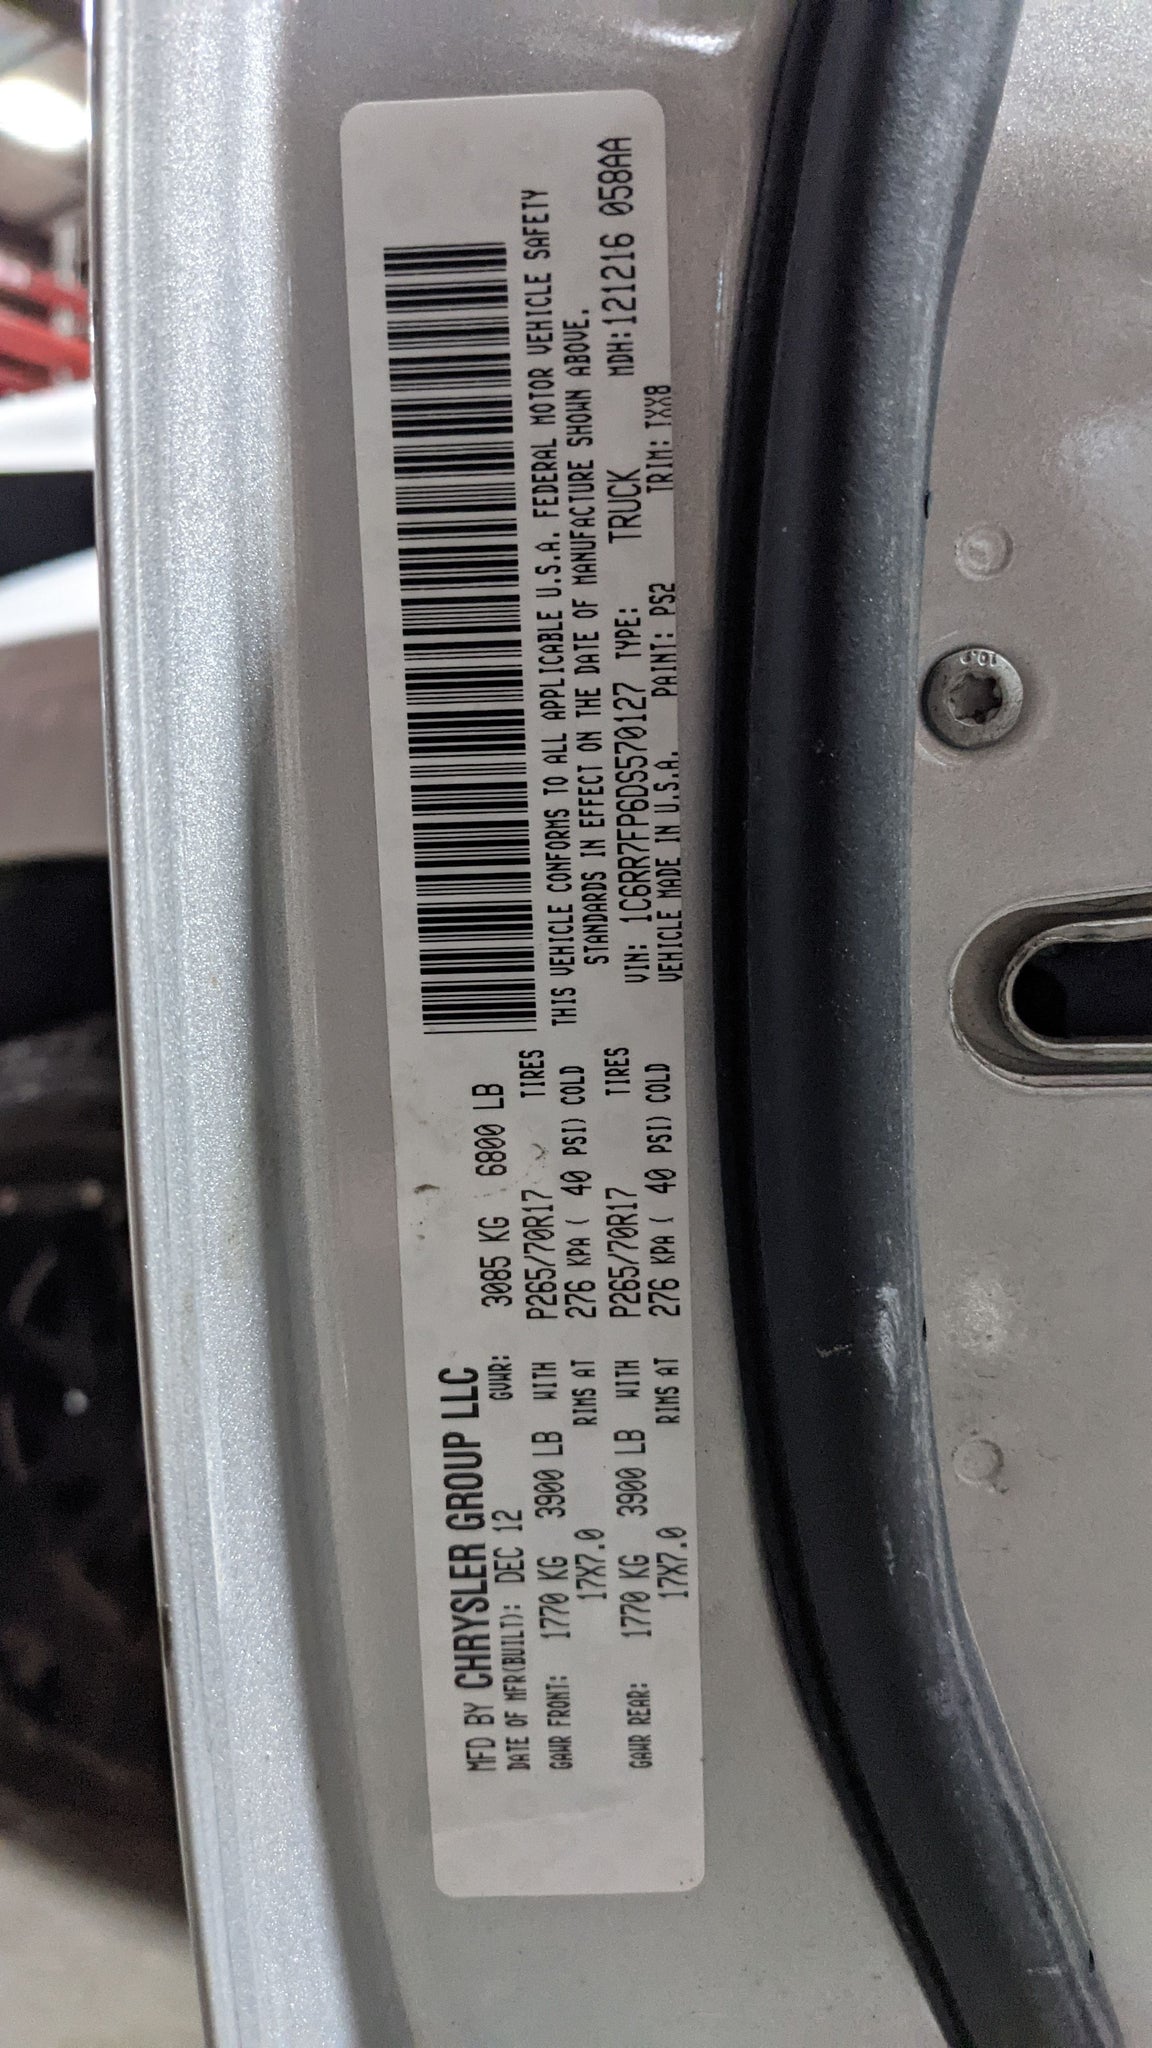 MFD BY CHRYSLER GROUP LLC
DATE OF MFR(BUILT): DEC 12 GVWR: 3085 KG 6800 LB
GAWR FRONT: 1770 KG 3900 LB WITH P265/70R17 TIRES
17X7.0 RIMS AT 276 KPA ( 40 PSI) COLD
GAWR REAR: 1770 KG 3900 LB WITH P265/70R17 TIRES
17X7.0 RIMS AT 276 KPA ( 40 PSI) COLD
THIS VEHICLE CONFORMS TO ALL APPLICABLE U.S.A. FEDERAL MOTOR VEHICLE SAFETY
STANDARDS IN EFFECT ON THE DATE OF MANUFACTURE SHOWN ABOVE.
VIN: 1C6RR7FP6DS570127 TYPE: TRUCK MDH:121216 058AA
VEHICLE MADE IN U.S.A. PAINT: PS2 TRIM: TXX8
10.9